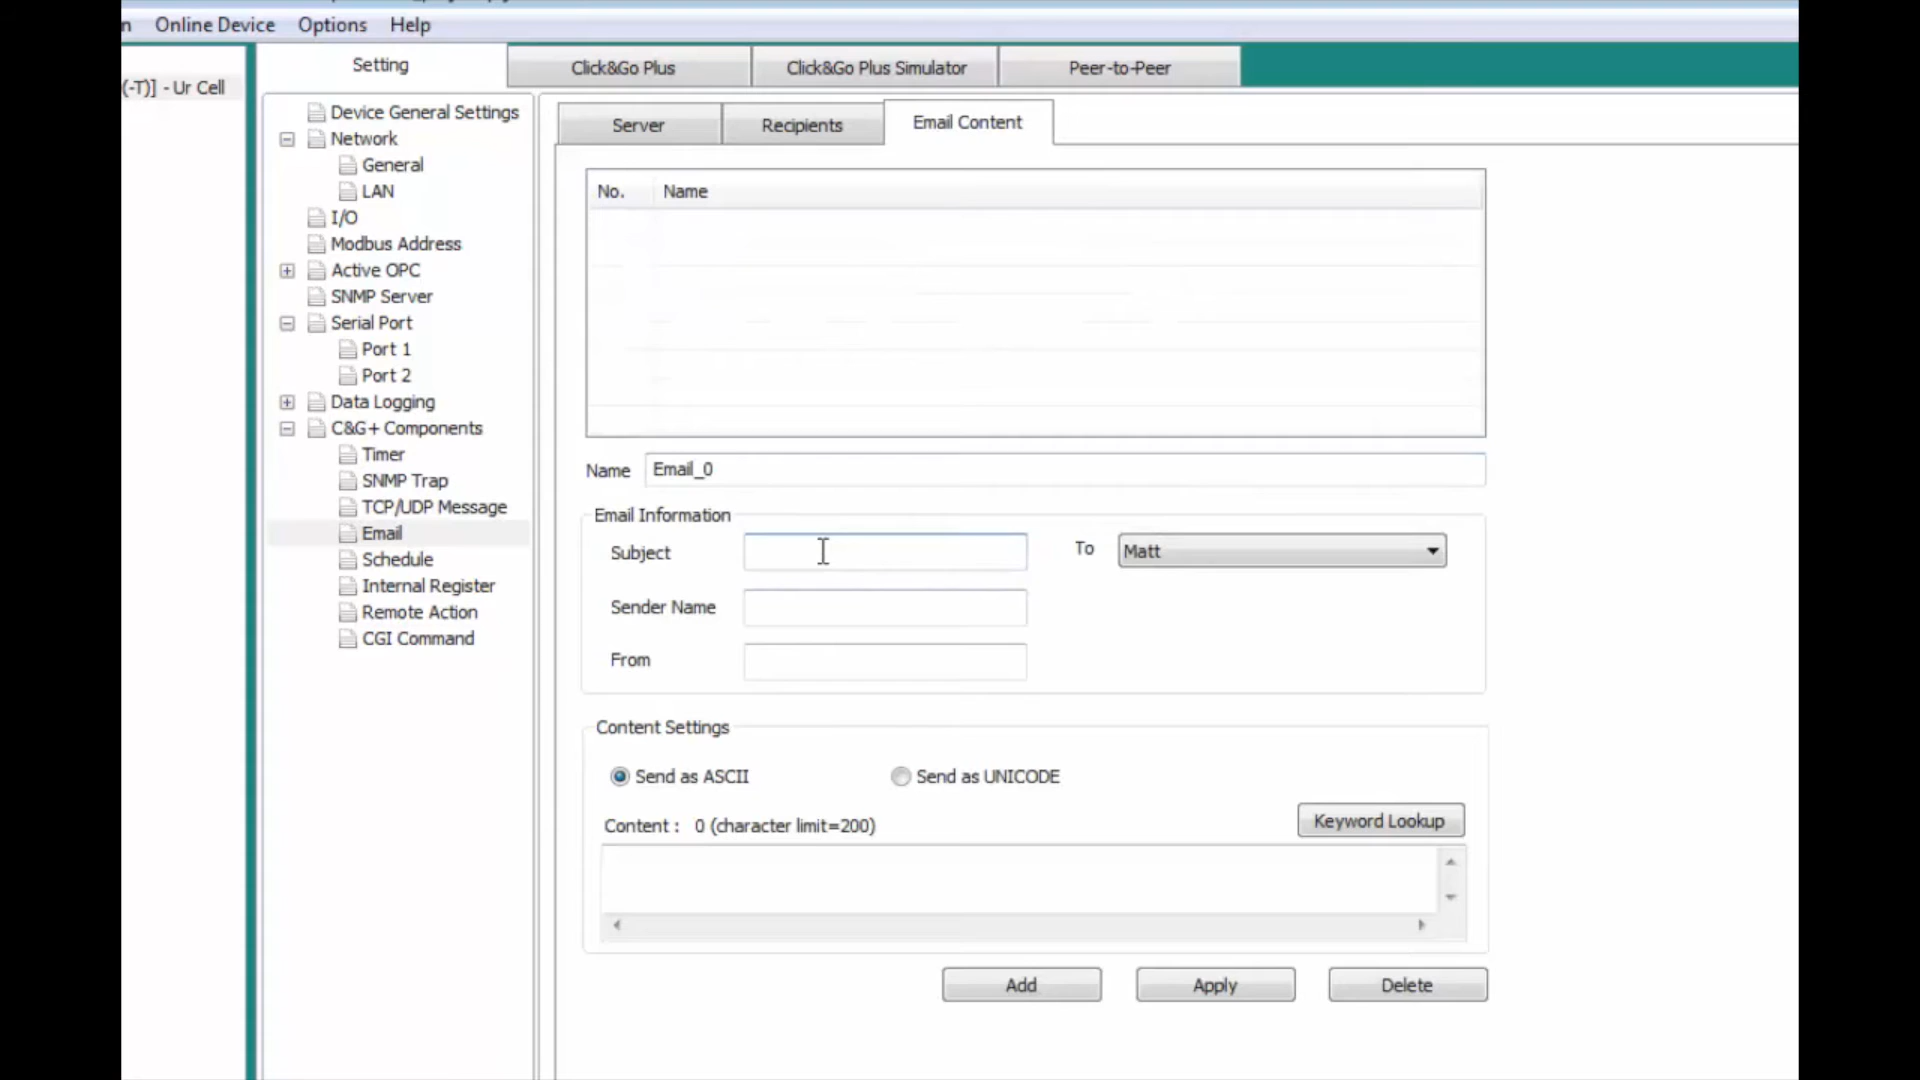 n Online Device Options Help
(-T)] - Ur Cell
Setting
Click&Go Plus
Click&Go Plus Simulator
Peer-to-Peer
Device General Settings
Network
General
LAN
I/O
Modbus Address
Active OPC
SNMP Server
Serial Port
Port 1
Port 2
Data Logging
C&G+ Components
Timer
SNMP Trap
TCP/UDP Message
Email
Schedule
Internal Register
Remote Action
CGI Command
Server
Recipients
Email Content
No. Name
Name Email_0
Email Information
Subject
To Matt
Sender Name
From
Content Settings
Send as ASCII
Send as UNICODE
Content : 0 (character limit=200)
Keyword Lookup
Add
Apply
Delete